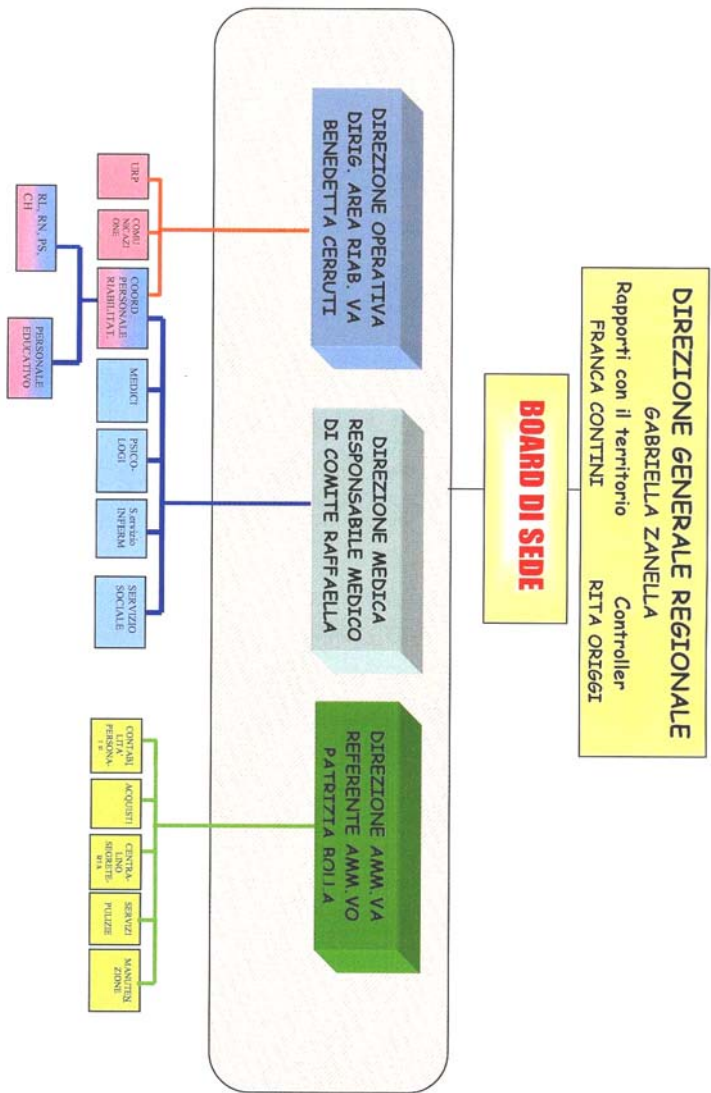 DIREZIONE GENERALE REGIONALE
GABRIELLA ZANELLA
Rapporti con il territorio
FRANCA CONTINI
Controller
RITA ORIGGI
BOARD DI SEDE
DIREZIONE OPERATIVA
DIRIG. AREA RIAB. VA
BENEDETTA CERRUTI
DIREZIONE MEDICA
RESPONSABILE MEDICO
DI COMITE RAFFAELLA
DIREZIONE AMM.VA
REFERENTE AMM.VO
PATRIZIA BOLLA
URP
COMU
NICAZI
ONE
COORD
PERSONALE
RIABILITAT.
MEDICI
PSICO-
LOGI
S.ervizio
INFERM
SERVIZIO
SOCIALE
CONTABI
LITA'
PERSONA-
ACQUISTI
CENTRA-
LINO
SEGRETE-
RIA
SERVIZI
PULIZIE
MANUTEN
ZIONE
RL, RN, PS,
CH
PERSONALE
EDUCATIVO